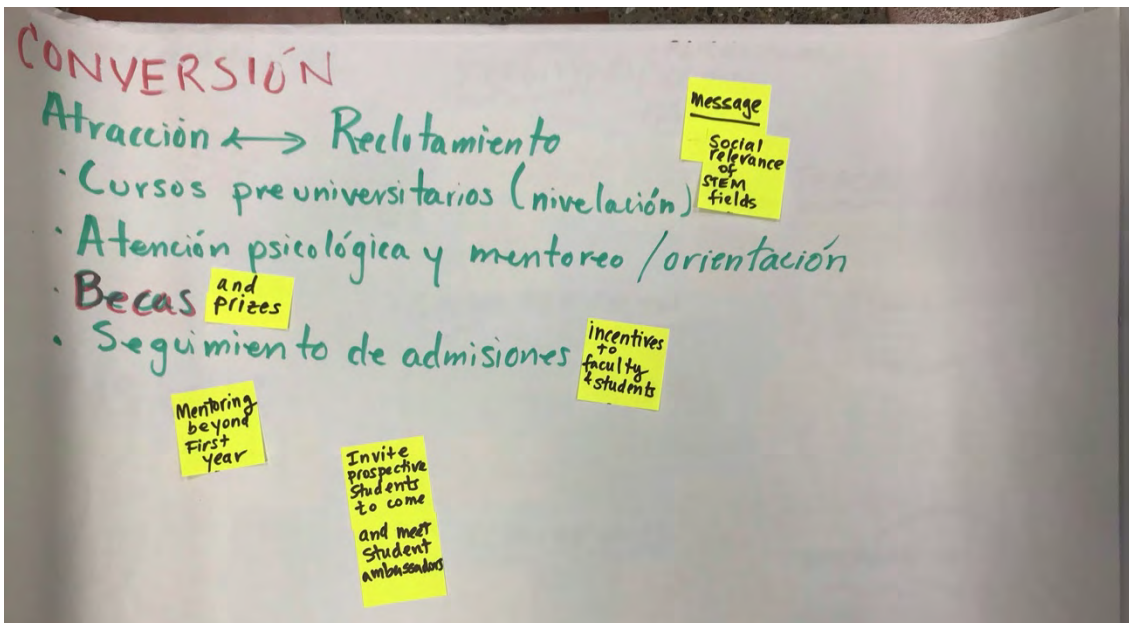 CONVERSIÓN
Atracción ↔ Reclutamiento
message
Social
relevance
of
STEM
fields
· Cursos preuniversitarios (nivelación)
· Atención psicológica y mentoreo / orientación
· Becas
and
prizes
· Seguimiento de admisiones
incentives
to
faculty
& students
Mentoring
beyond
First
year
Invite
prospective
Students
to come
and meet
Student
ambassadors